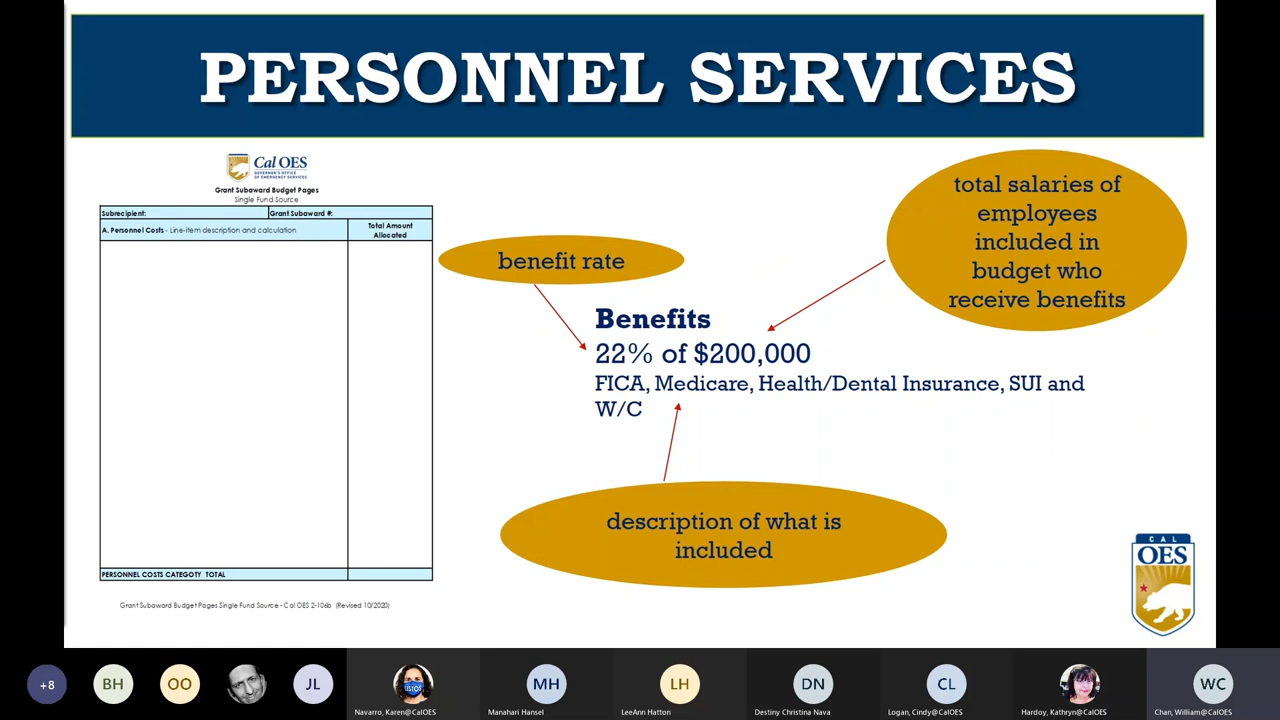 PERSONNEL SERVICES
Cal OES
GOVERNOR'S OFFICE
OF EMERGENCY SERVICES
Grant Subaward Budget Pages
Single Fund Source
Subrecipient: Grant Subaward #:
A. Personnel Costs - Line-item description and calculation
Total Amount
Allocated
PERSONNEL COSTS CATEGOTY TOTAL
Grant Subaward Budget Pages Single Fund Source - Cal OES 2-106b (Revised 10/2020)
benefit rate
total salaries of
employees
included in
budget who
receive benefits
Benefits
22% of $200,000
FICA, Medicare, Health/Dental Insurance, SUI and
W/C
description of what is
included
CAL
OES
+8
BH
OO
JL
Navarro, Karen@CalOES
MH
Manahari Hansel
LH
LeeAnn Hatton
DN
Destiny Christina Nava
CL
Logan, Cindy@CalOES
Hardoy, Kathryn@CalOES
WC
Chan, William@CalOES